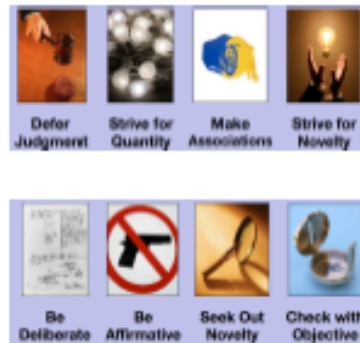 Defer Strive for Make Strive for
Judgment Quantity Associations Novelty
Be Be Seek Out Check with
Deliberate Affirmative Novelty Objective